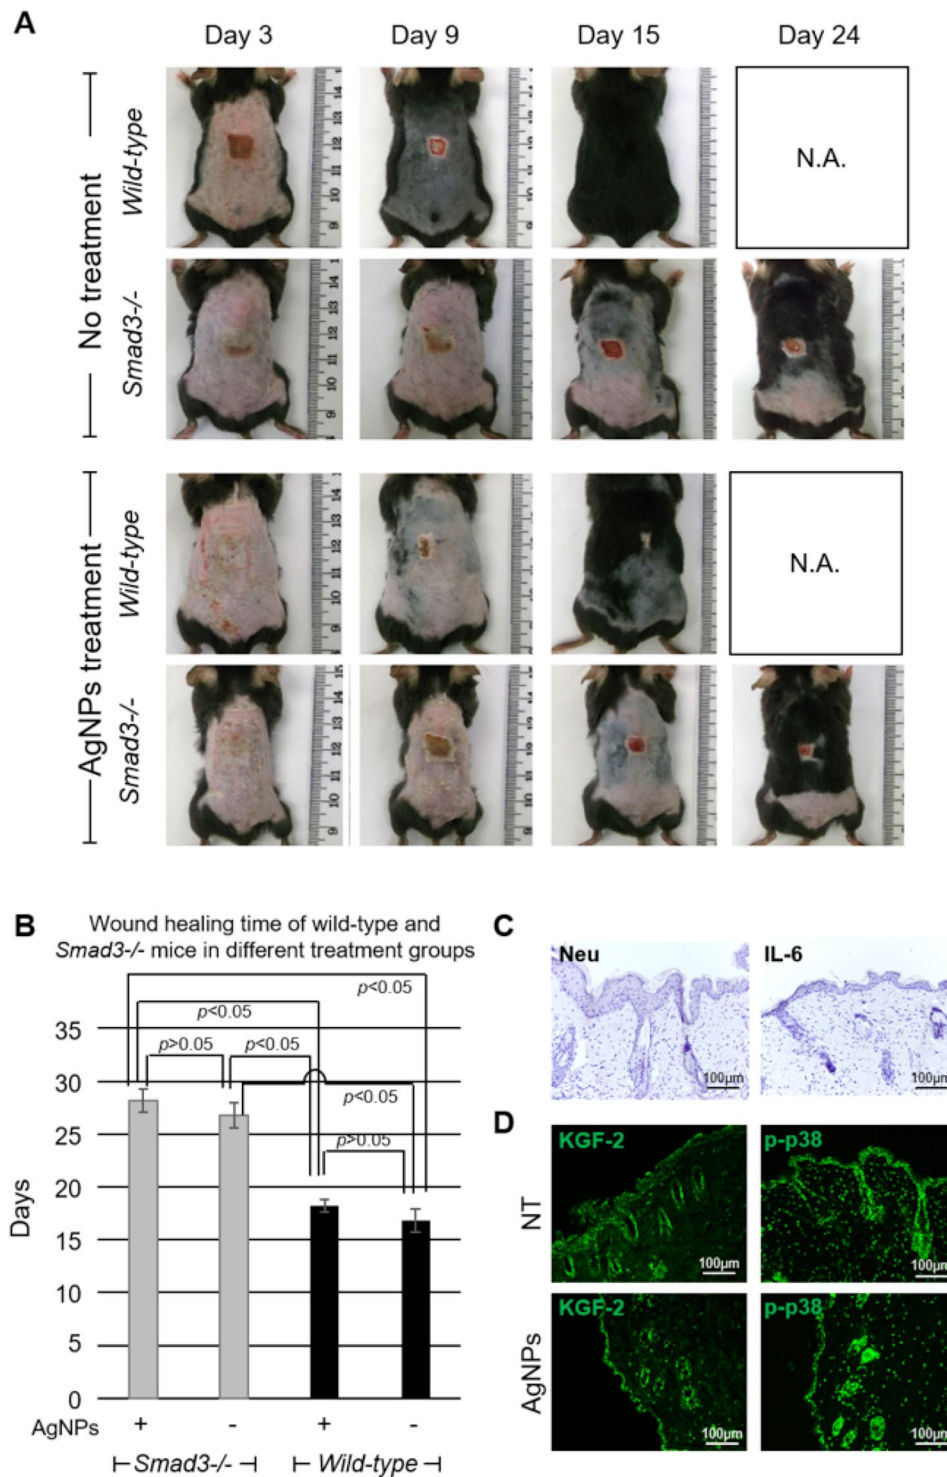 A
Day 3
Day 9
Day 15
Day 24
No treatment
Wild-type
N.A.
Smad3-/-
AgNPs treatment
Wild-type
N.A.
Smad3-/-
B
Wound healing time of wild-type and
Smad3-/- mice in different treatment groups
p<0.05
p<0.05
p>0.05
p<0.05
p<0.05
p>0.05
Days
35
30
25
20
15
10
5
0
AgNPs
+
-
+
-
Smad3-/-
Wild-type
C
Neu
100μm
IL-6
100μm
D
NT
KGF-2
100μm
p-p38
100μm
AgNPs
KGF-2
100μm
p-p38
100μm